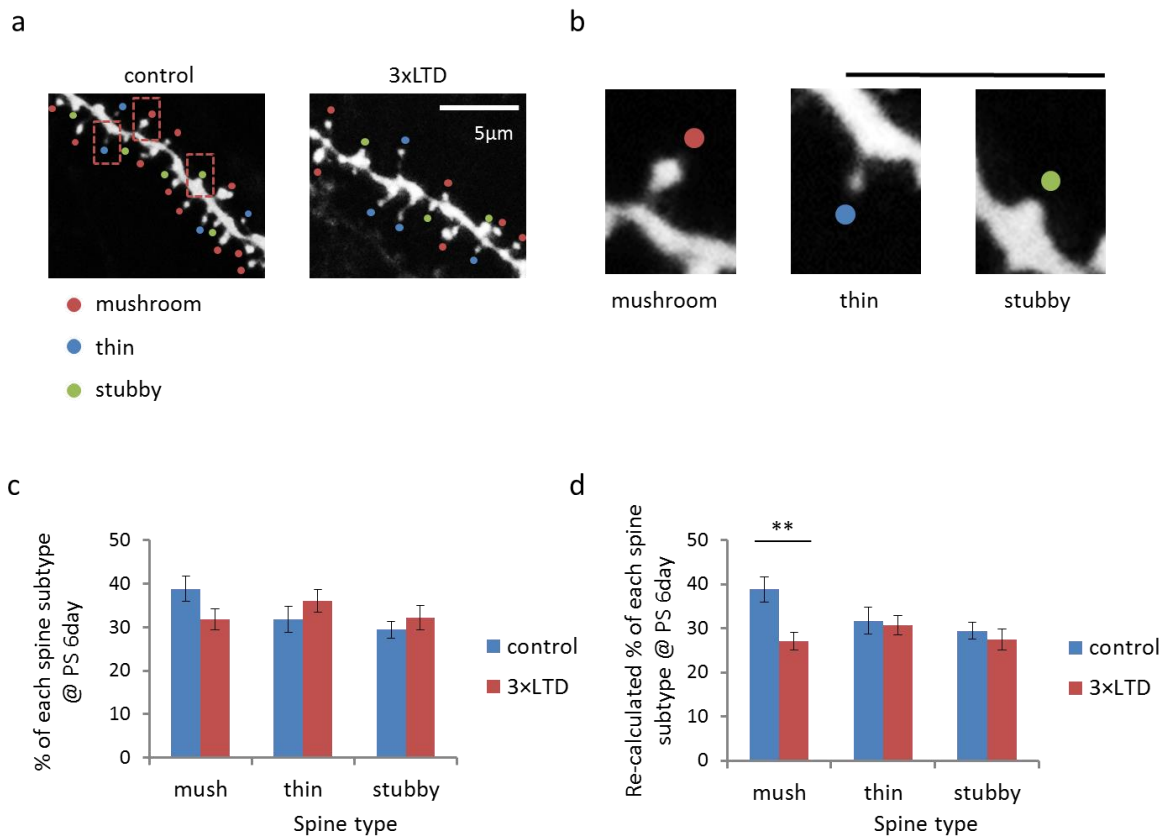 a
control
3xLTD
5µm
mushroom
thin
stubby
b
mushroom
thin
stubby
c
% of each spine subtype
@ PS 6day
50
40
30
20
10
0
mush
thin
stubby
Spine type
control
3×LTD
d
Re-calculated % of each spine
subtype @ PS 6day
**
50
40
30
20
10
0
mush
thin
stubby
Spine type
control
3×LTD